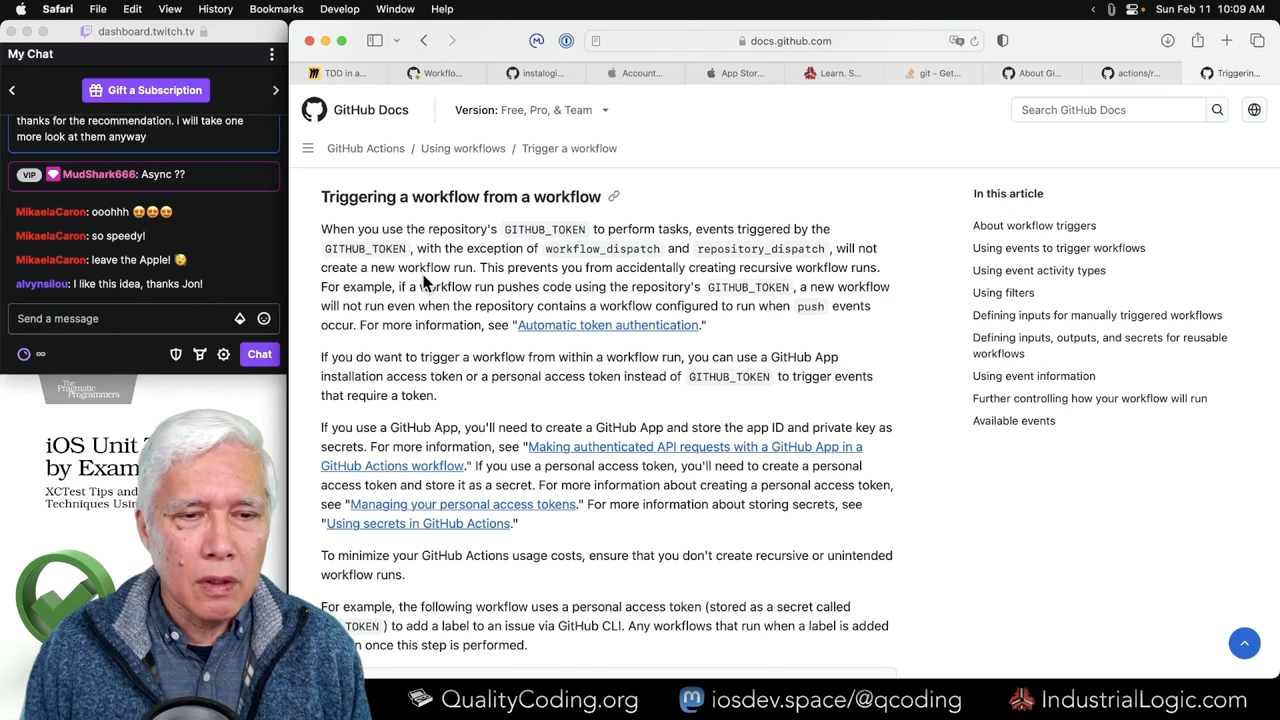 Safari File Edit View History Bookmarks Develop Window Help
Sun Feb 11 10:09 AM
dashboard.twitch.tv
My Chat
Gift a Subscription
thanks for the recommendation. i will take one
more look at them anyway
VIP MudShark666: Async ??
MikaelaCaron: ooohhh
MikaelaCaron: so speedy!
MikaelaCaron: leave the Apple!
alvynsilou: I like this idea, thanks Jon!
Send a message
Chat
The
Pragmatic
Programmers
iOS Unit T
by Exam
XCTest Tips and
Techniques Usin
docs.github.com
TDD in a...
Workflo...
instalogi...
Account...
App Stor...
Learn. S...
git - Get...
About Gi...
actions/r...
Triggerin...
GitHub Docs
Version: Free, Pro, & Team
Search GitHub Docs
GitHub Actions / Using workflows / Trigger a workflow
Triggering a workflow from a workflow
When you use the repository's GITHUB_TOKEN to perform tasks, events triggered by the
GITHUB_TOKEN , with the exception of workflow_dispatch and repository_dispatch , will not
create a new workflow run. This prevents you from accidentally creating recursive workflow runs.
For example, if a workflow run pushes code using the repository's GITHUB_TOKEN , a new workflow
will not run even when the repository contains a workflow configured to run when push events
occur. For more information, see "Automatic token authentication."
If you do want to trigger a workflow from within a workflow run, you can use a GitHub App
installation access token or a personal access token instead of GITHUB_TOKEN to trigger events
that require a token.
If you use a GitHub App, you'll need to create a GitHub App and store the app ID and private key as
secrets. For more information, see "Making authenticated API requests with a GitHub App in a
GitHub Actions workflow." If you use a personal access token, you'll need to create a personal
access token and store it as a secret. For more information about creating a personal access token,
see "Managing your personal access tokens." For more information about storing secrets, see
"Using secrets in GitHub Actions."
To minimize your GitHub Actions usage costs, ensure that you don't create recursive or unintended
workflow runs.
For example, the following workflow uses a personal access token (stored as a secret called
TOKEN ) to add a label to an issue via GitHub CLI. Any workflows that run when a label is added
n once this step is performed.
In this article
About workflow triggers
Using events to trigger workflows
Using event activity types
Using filters
Defining inputs for manually triggered workflows
Defining inputs, outputs, and secrets for reusable
workflows
Using event information
Further controlling how your workflow will run
Available events
QualityCoding.org
iosdev.space/@qcoding
IndustrialLogic.com